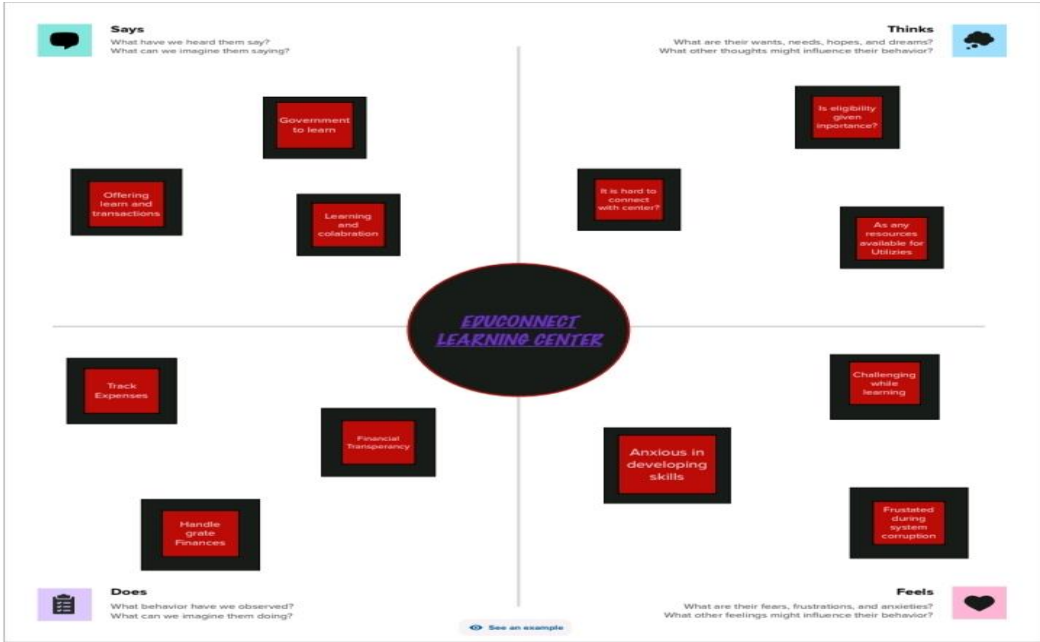 Says
What have we heard them say?
What can we imagine them saying?
Government
to learn
Offering
learn and
transactions
Learning
and
colabration
Thinks
What are their wants, needs, hopes, and dreams?
What other thoughts might influence their behavior?
Is eligibility
given
inportance?
It is hard to
connect
with center?
As any
resources
available for
Utilizies
EDUCONNECT
LEARNING CENTER
Track
Expenses
Financial
Transperancy
Handle
grate
Finances
Does
What behavior have we observed?
What can we imagine them doing?
Challenging
while
learning
Anxious in
developing
skills
Frustated
during
system
corruption
Feels
What are their fears, frustrations, and anxieties?
What other feelings might influence their behavior?
See an example